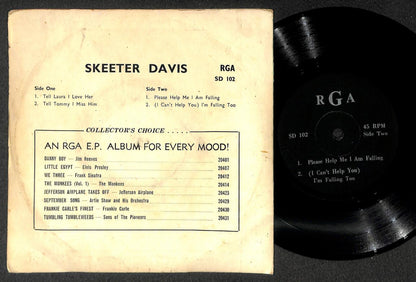 SKEETER DAVIS
RGA
SD 102
Side One
1. Tell Laura I Love Her
2. Tell Tommy I Miss Him
Side Two
1. Please Help Me I Am Falling
2. (I Can't Help You) I'm Falling Too
COLLECTOR'S CHOICE .....
AN RGA E.P. ALBUM FOR EVERY MOOD!
DANNY BOY — Jim Reeves 20401
LITTLE EGYPT — Elvis Presley 20407
WE THREE — Frank Sinatra 20412
THE MONKEES (Vol. 1) — The Monkees 20414
JEFFERSON AIRPLANE TAKES OFF — Jefferson Airplane 20423
SEPTEMBER SONG — Artie Shaw and His Orchestra 20429
FRANKIE CARLE'S FINEST — Frankie Carle 20430
TUMBLING TUMBLEWEEDS — Sons of The Pioneers 20431
RGA
SD 102
45 RPM
Side Two
1. Please Help Me I Am Falling
2. (I Can't Help You)
I'm Falling Too